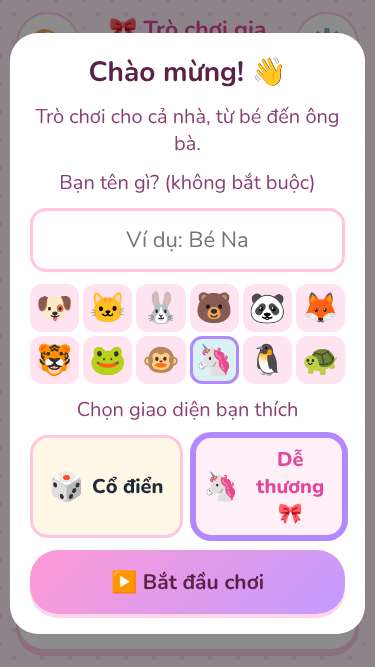 🎀 Trò chơi gia
Chào mừng! 👋
Trò chơi cho cả nhà, từ bé đến ông
bà.
Bạn tên gì? (không bắt buộc)
Ví dụ: Bé Na
Chọn giao diện bạn thích
🎲 Cổ điển
🦄 Dễ
thương
🎀
▶️ Bắt đầu chơi